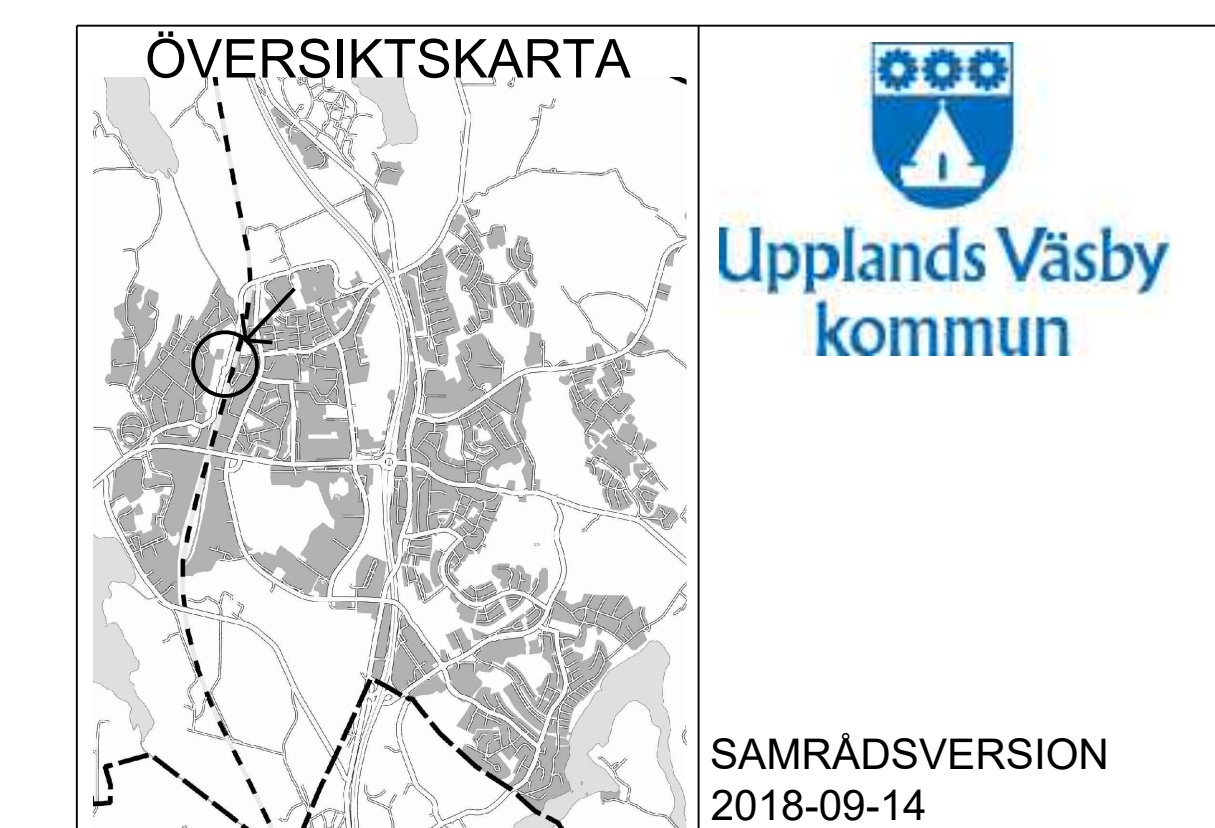 ÖVERSIKTSKARTA
Upplands Väsby
kommun
SAMRÅDSVERSION
2018-09-14